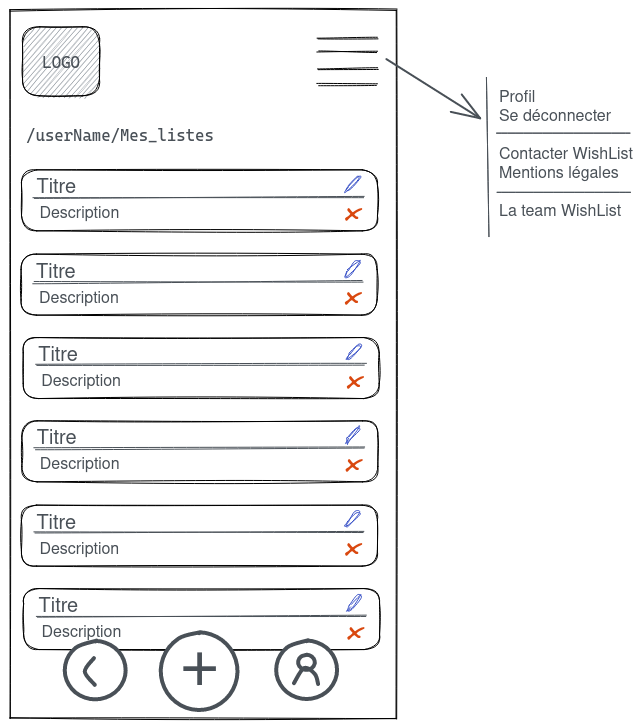 LOGO
/userName/Mes_listes
Titre
Description
Titre
Description
Titre
Description
Titre
Description
Titre
Description
Titre
Description
Profil
Se déconnecter
Contacter WishList
Mentions légales
La team WishList